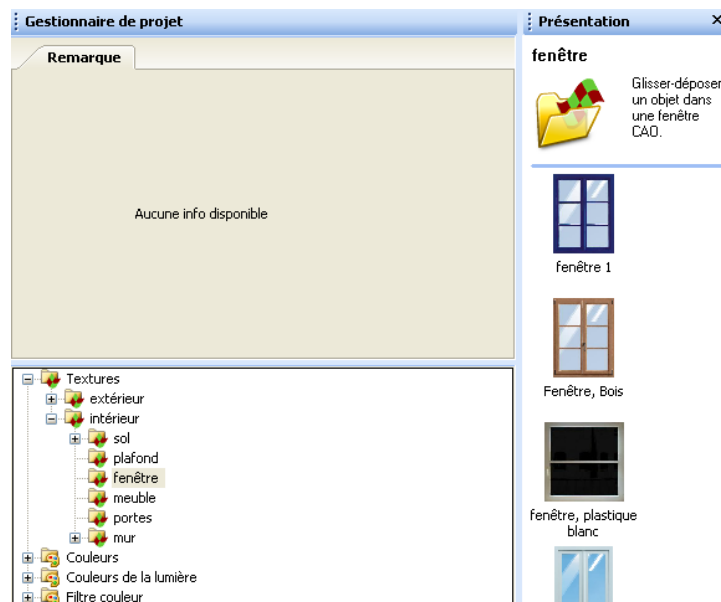 Gestionnaire de projet
Remarque
Aucune info disponible
Textures
extérieur
intérieur
sol
plafond
fenêtre
meuble
portes
mur
Couleurs
Couleurs de la lumière
Filtre couleur
Présentation
fenêtre
Glisser-déposer
un objet dans
une fenêtre
CAO.
fenêtre 1
Fenêtre, Bois
fenêtre, plastique
blanc